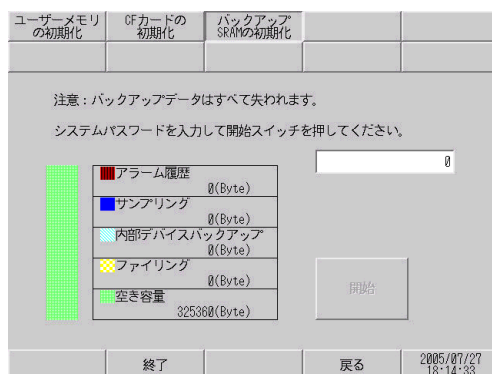 ユーザーメモリ
の初期化
CFカードの
初期化
バックアップ
SRAMの初期化
注意：バックアップデータはすべて失われます。
システムパスワードを入力して開始スイッチを押してください。
0
アラーム履歴
0(Byte)
サンプリング
0(Byte)
内部デバイスバックアップ
0(Byte)
ファイリング
0(Byte)
空き容量
325360(Byte)
開始
終了
戻る
2005/07/27
18:14:33